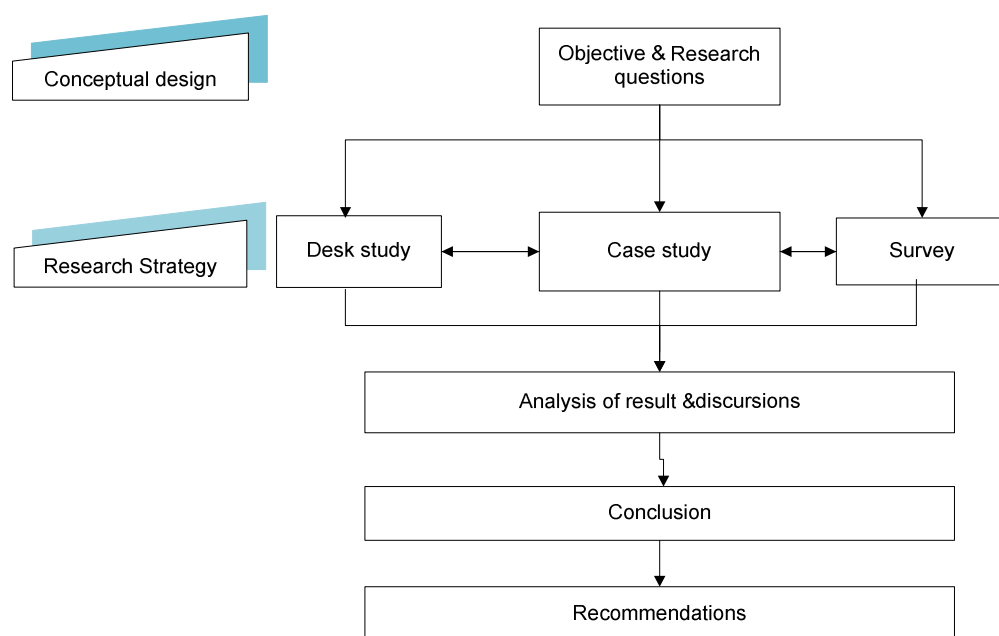 Conceptual design
Objective & Research
questions
Research Strategy
Desk study
Case study
Survey
Analysis of result &discursions
Conclusion
Recommendations